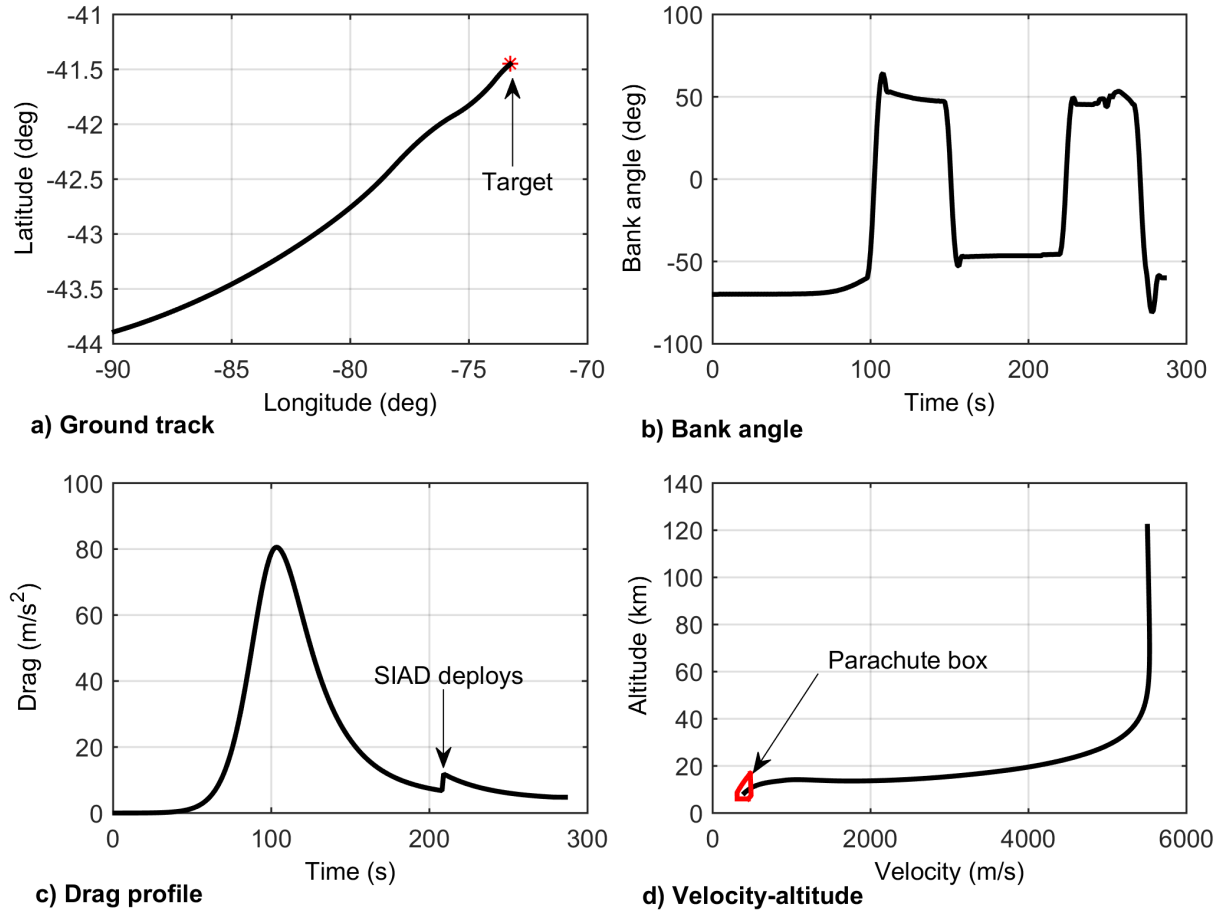 -41
-41.5
-42
-42.5
-43
-43.5
-44
Latitude (deg)
Target
-90
-85
-80
-75
-70
Longitude (deg)
a) Ground track
100
50
0
-50
-100
Bank angle (deg)
0
100
200
300
Time (s)
b) Bank angle
100
80
60
40
20
0
Drag (m/s²)
SIAD deploys
0
100
200
300
Time (s)
c) Drag profile
140
120
100
80
60
40
20
0
Altitude (km)
Parachute box
0
2000
4000
6000
Velocity (m/s)
d) Velocity-altitude